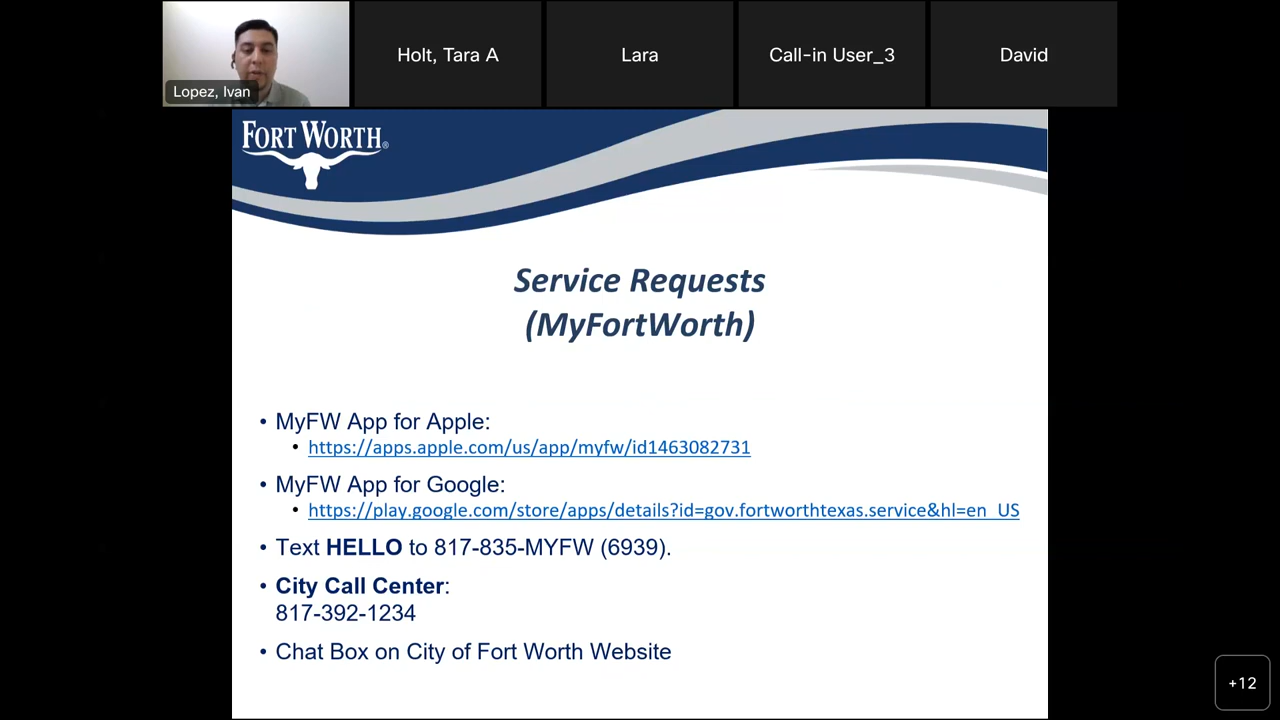 Lopez, Ivan
Holt, Tara A
Lara
Call-in User_3
David
FORT WORTH®
Service Requests
(MyFortWorth)
• MyFW App for Apple:
• https://apps.apple.com/us/app/myfw/id1463082731
• MyFW App for Google:
• https://play.google.com/store/apps/details?id=gov.fortworthtexas.service&hl=en_US
• Text HELLO to 817-835-MYFW (6939).
• City Call Center:
817-392-1234
• Chat Box on City of Fort Worth Website
+12